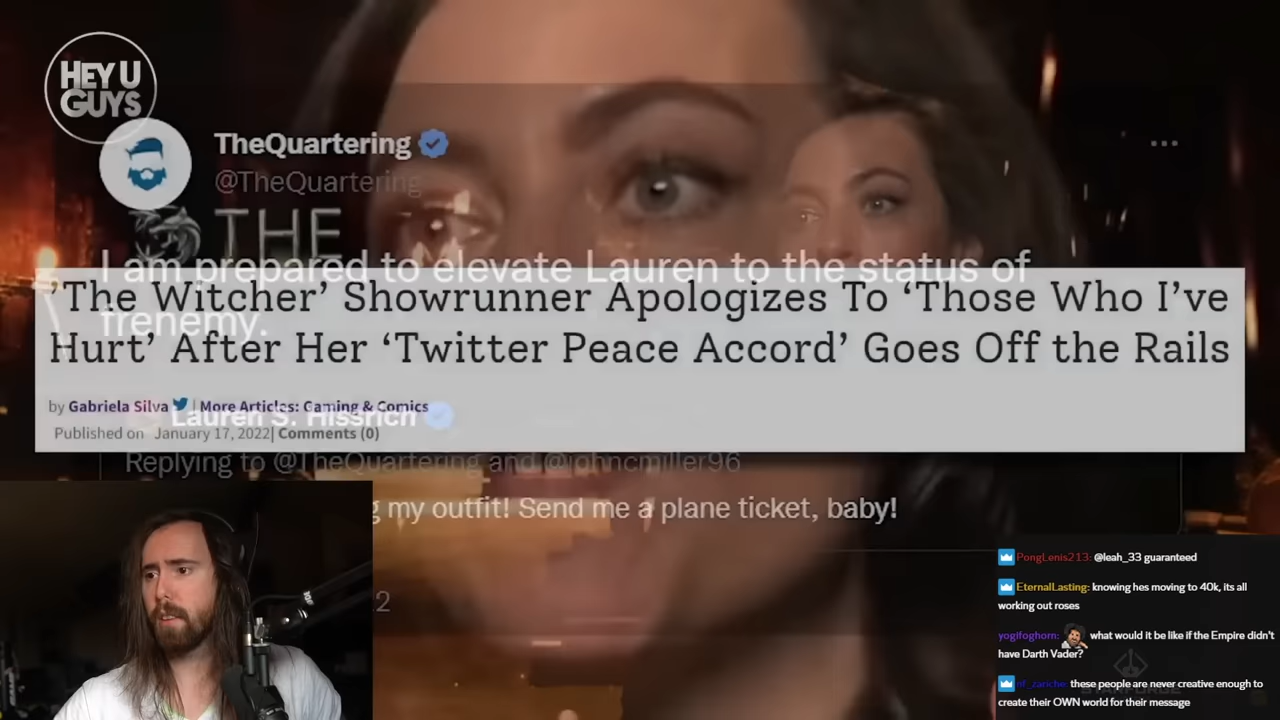 HEY U
GUYS
TheQuartering
@TheQuartering
THE
I am prepared to elevate Lauren to the status of
frenemy.
'The Witcher’ Showrunner Apologizes To ‘Those Who I’ve
Hurt’ After Her ‘Twitter Peace Accord’ Goes Off the Rails
by Gabriela Silva | More Articles: Gaming & Comics
Lauren S. Hissrich
Published on January 17, 2022| Comments (0)
Replying to @TheQuartering and @johncmiller96
my outfit! Send me a plane ticket, baby!
PongLenis213: @leah_33 guaranteed
EternalLasting: knowing hes moving to 40k, its all
working out roses
yogifoghorn: what would it be like if the Empire didn't
have Darth Vader?
these people are never creative enough to
create their OWN world for their message
STARFORGE